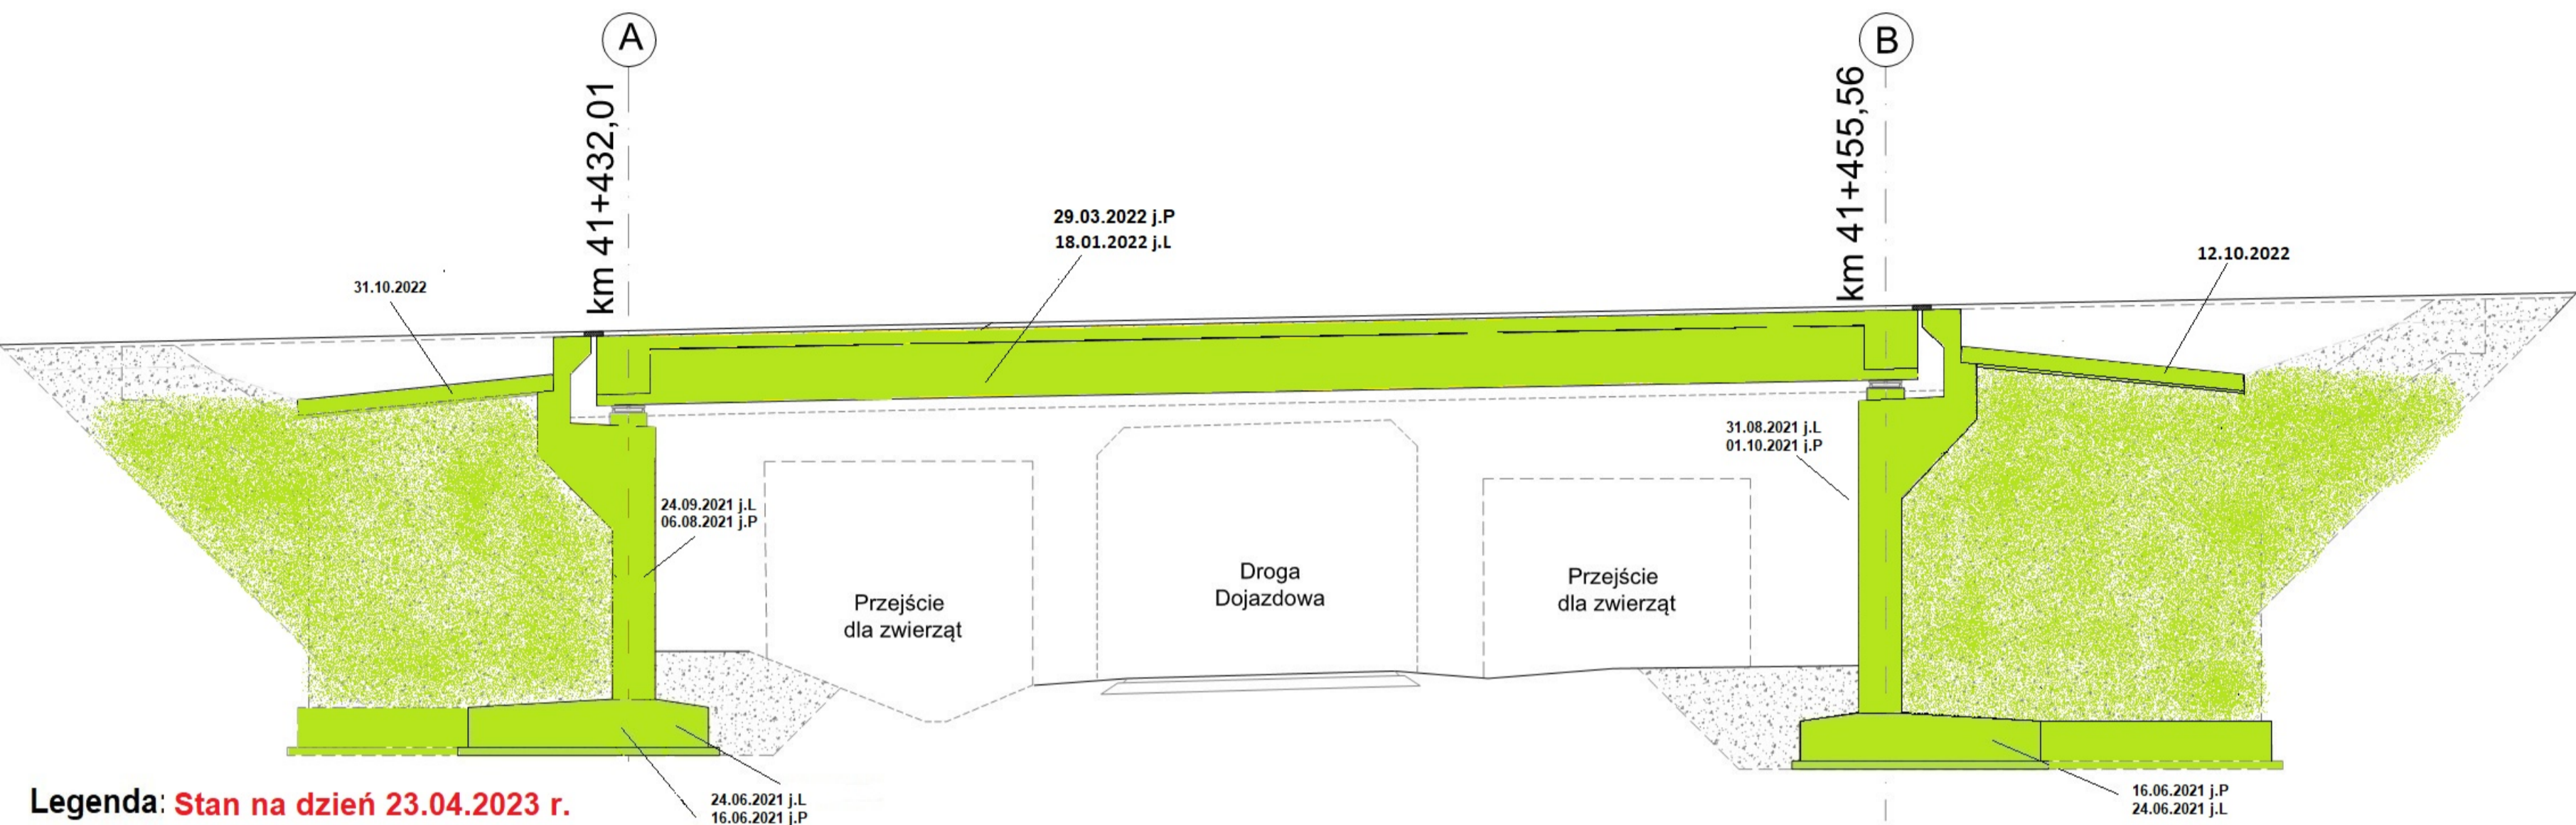 A
B
km 41+432,01
km 41+455,56
29.03.2022 j.P
18.01.2022 j.L
12.10.2022
31.10.2022
31.08.2021 j.L
01.10.2021 j.P
24.09.2021 j.L
06.08.2021 j.P
Droga
Dojazdowa
Przejście
dla zwierząt
Przejście
dla zwierząt
16.06.2021 j.P
24.06.2021 j.L
24.06.2021 j.L
16.06.2021 j.P
Legenda: Stan na dzień 23.04.2023 r.